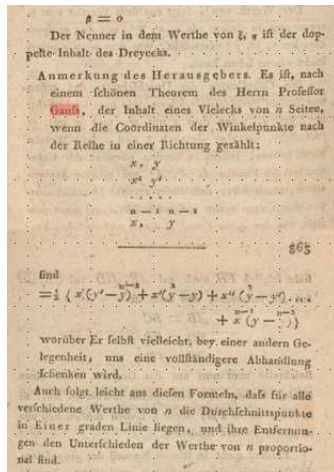 β = 0
Der Nenner in dem Werthe von ξ, η iſt der dop-
pelte Inhalt des Dreyecks.
Anmerkung des Herausgebers. Es iſt, nach
einem ſchönen Theorem des Herrn Profeſſor
Gauſs, der Inhalt eines Vielecks von n Seiten,
wenn die Coordinaten der Winkelpunkte nach
der Reihe in einer Richtung gezählt:
x, y
x' y'
. . . . .
n — 1 n — 1
x, y
363
ſind
worüber Er ſelbſt vielleicht, bey einer andern Ge-
legenheit, uns eine vollſtändigere Abhandlung
ſchenken wird.
Auch folgt leicht aus dieſen Formeln, daſs für alle
verſchiedene Werthe von n die Durchſchnittspunkte
in Einer graden Linie liegen, und ihre Entfernun-
gen den Unterſchieden der Werthe von n proportio-
nal ſind.